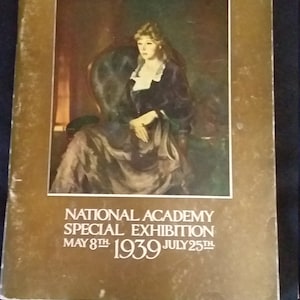 NATIONAL ACADEMY
SPECIAL EXHIBITION
MAY 8TH. 1939 JULY 25TH.